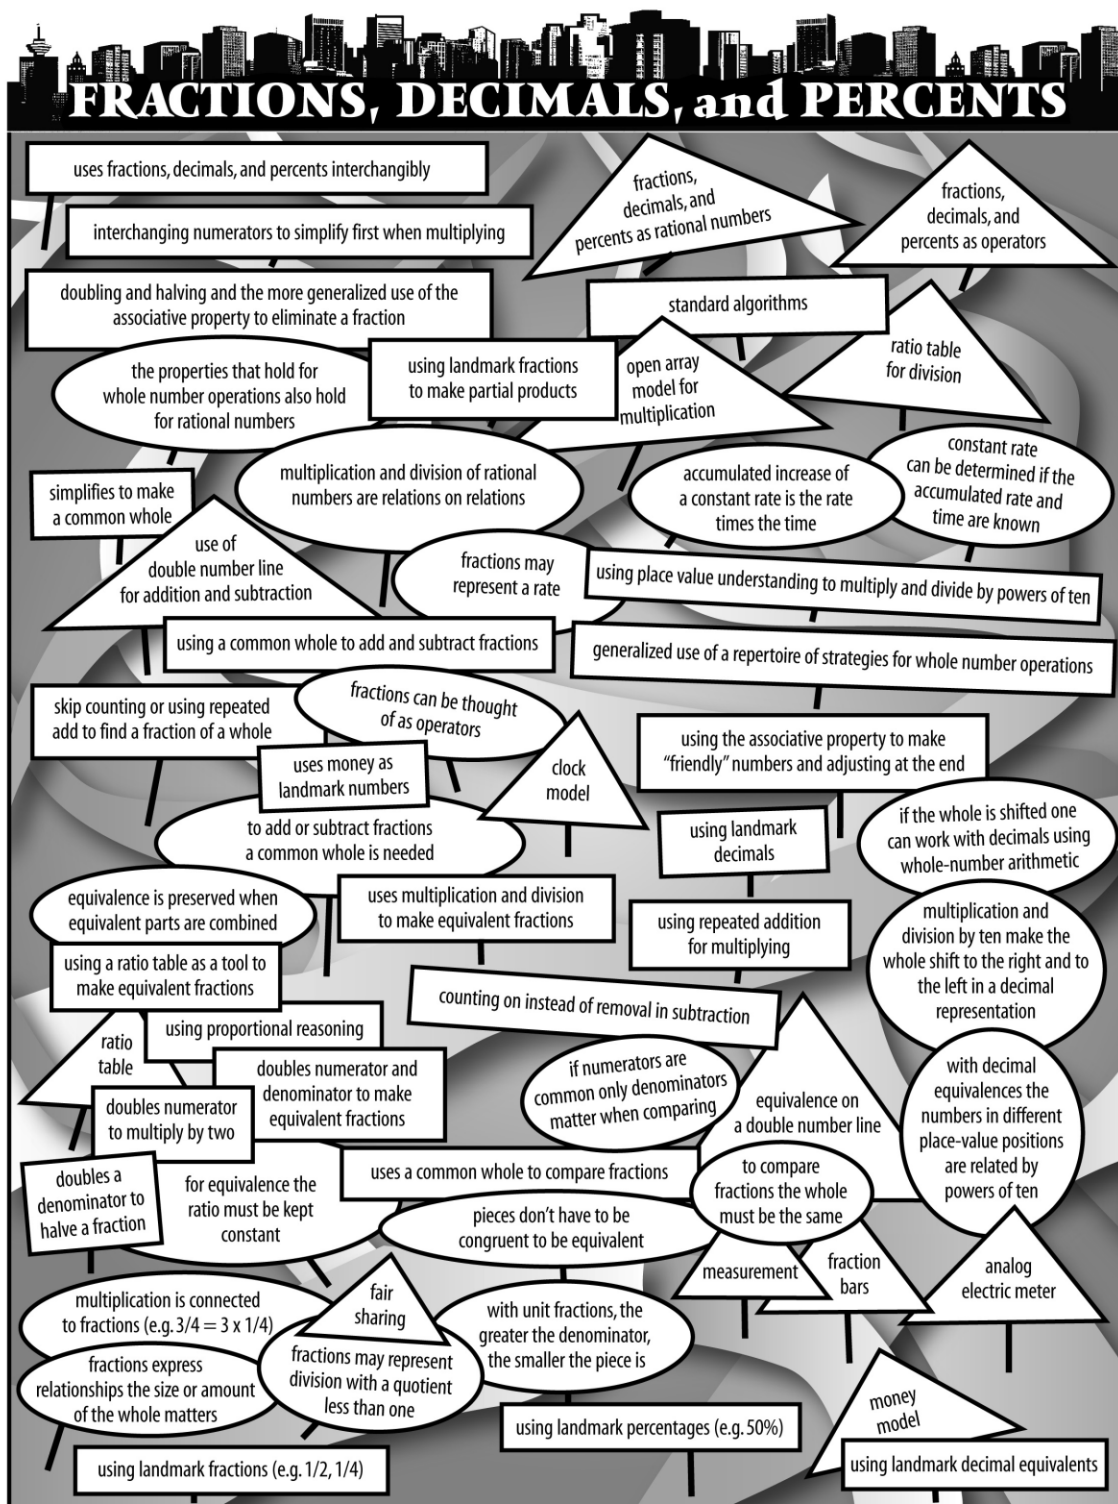 FRACTIONS, DECIMALS, and PERCENTS
uses fractions, decimals, and percents interchangibly
interchanging numerators to simplify first when multiplying
fractions,
decimals, and
percents as rational numbers
fractions,
decimals, and
percents as operators
doubling and halving and the more generalized use of the
associative property to eliminate a fraction
standard algorithms
the properties that hold for
whole number operations also hold
for rational numbers
using landmark fractions
to make partial products
open array
model for
multiplication
ratio table
for division
simplifies to make
a common whole
multiplication and division of rational
numbers are relations on relations
accumulated increase of
a constant rate is the rate
times the time
constant rate
can be determined if the
accumulated rate and
time are known
use of
double number line
for addition and subtraction
fractions may
represent a rate
using place value understanding to multiply and divide by powers of ten
using a common whole to add and subtract fractions
generalized use of a repertoire of strategies for whole number operations
skip counting or using repeated
add to find a fraction of a whole
fractions can be thought
of as operators
uses money as
landmark numbers
clock
model
using the associative property to make
“friendly” numbers and adjusting at the end
to add or subtract fractions
a common whole is needed
using landmark
decimals
if the whole is shifted one
can work with decimals using
whole-number arithmetic
equivalence is preserved when
equivalent parts are combined
uses multiplication and division
to make equivalent fractions
using repeated addition
for multiplying
multiplication and
division by ten make the
whole shift to the right and to
the left in a decimal
representation
using a ratio table as a tool to
make equivalent fractions
counting on instead of removal in subtraction
ratio
table
using proportional reasoning
doubles numerator and
denominator to make
equivalent fractions
if numerators are
common only denominators
matter when comparing
equivalence on
a double number line
with decimal
equivalences the
numbers in different
place-value positions
are related by
powers of ten
doubles numerator
to multiply by two
doubles a
denominator to
halve a fraction
for equivalence the
ratio must be kept
constant
uses a common whole to compare fractions
to compare
fractions the whole
must be the same
pieces don’t have to be
congruent to be equivalent
measurement
fraction
bars
analog
electric meter
multiplication is connected
to fractions (e.g. 3/4 = 3 x 1/4)
fair
sharing
with unit fractions, the
greater the denominator,
the smaller the piece is
fractions express
relationships the size or amount
of the whole matters
fractions may represent
division with a quotient
less than one
using landmark percentages (e.g. 50%)
money
model
using landmark fractions (e.g. 1/2, 1/4)
using landmark decimal equivalents